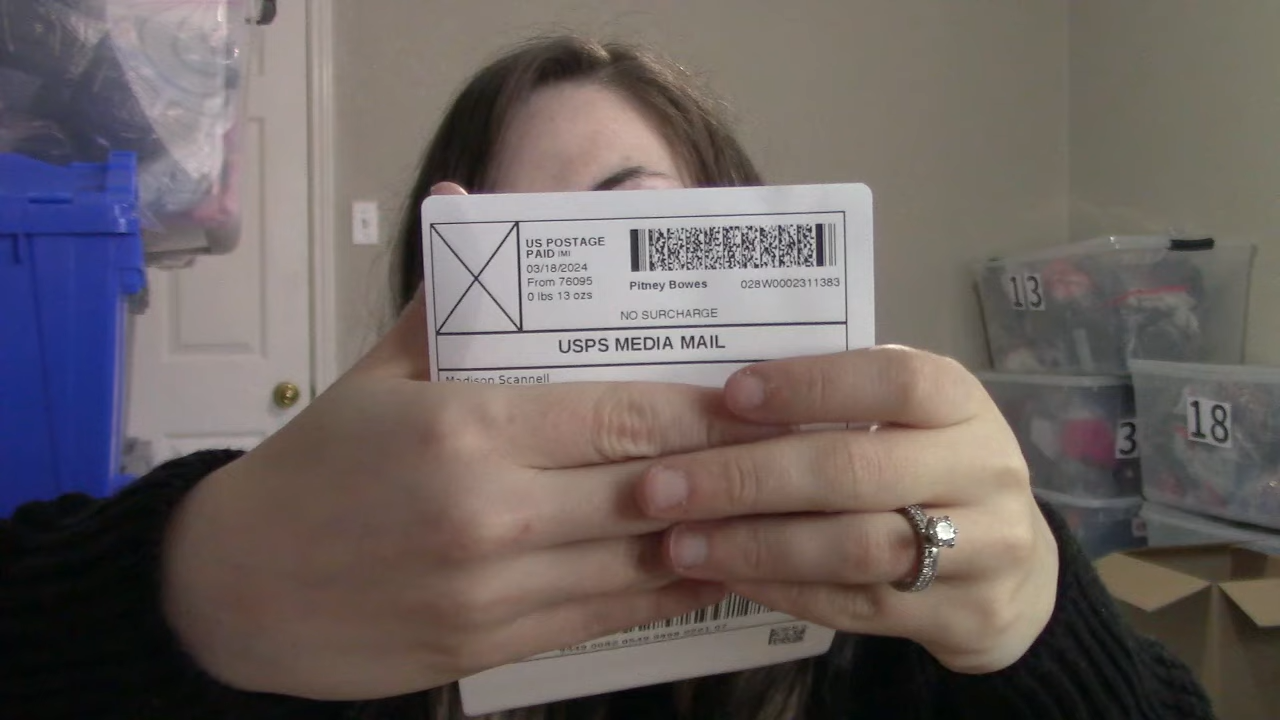 US POSTAGE
PAID IMI
03/18/2024
From 76095
0 lbs 13 ozs
Pitney Bowes 028W0002311383
NO SURCHARGE
USPS MEDIA MAIL
Madison Scannell
13
3
18